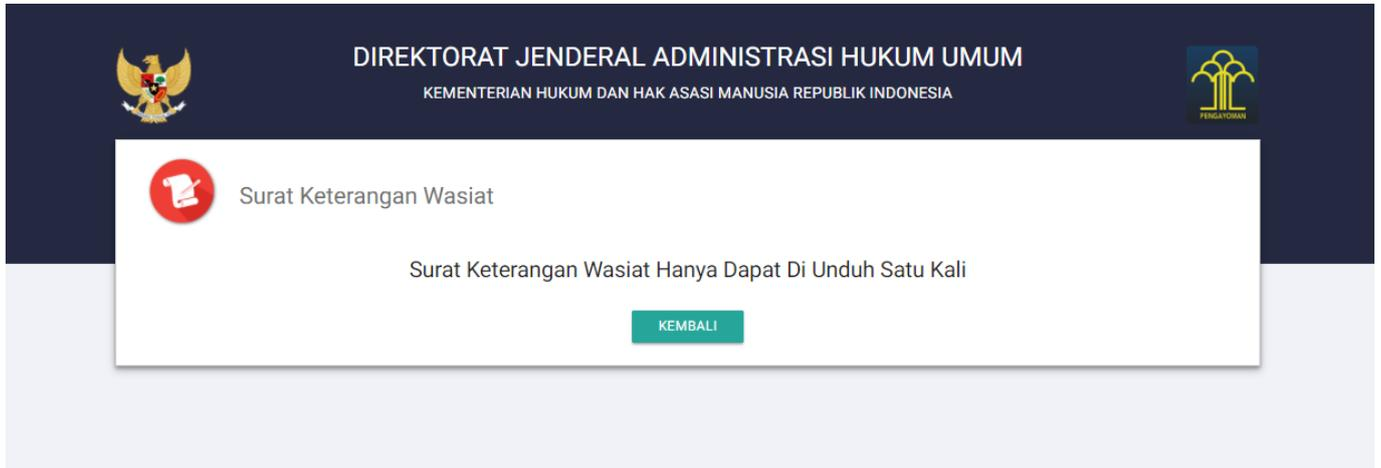 DIREKTORAT JENDERAL ADMINISTRASI HUKUM UMUM
KEMENTERIAN HUKUM DAN HAK ASASI MANUSIA REPUBLIK INDONESIA
PENGAYOMAN
Surat Keterangan Wasiat
Surat Keterangan Wasiat Hanya Dapat Di Unduh Satu Kali
KEMBALI